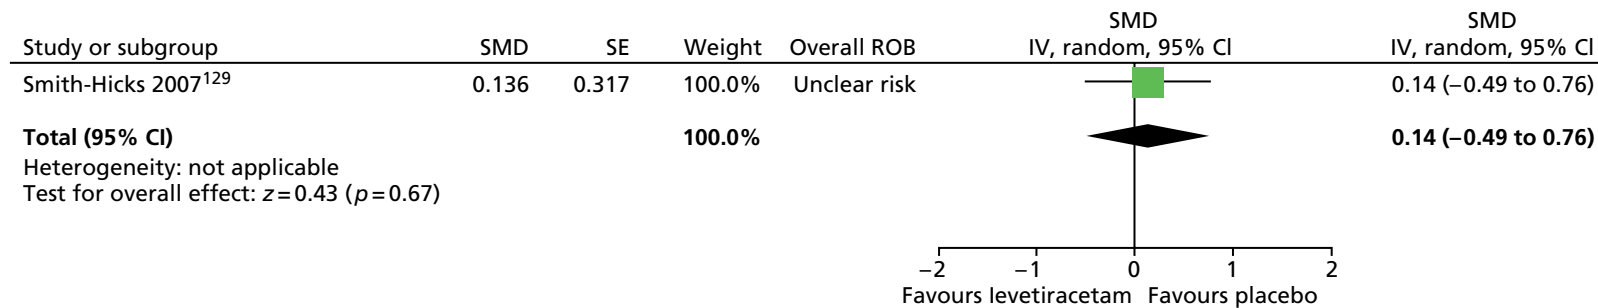 SMD SMD
Study or subgroup SMD SE Weight Overall ROB IV, random, 95% CI IV, random, 95% CI
Smith-Hicks 2007129 0.136 0.317 100.0% Unclear risk 0.14 (−0.49 to 0.76)
Total (95% CI) 100.0% 0.14 (−0.49 to 0.76)
Heterogeneity: not applicable
Test for overall effect: z=0.43 (p=0.67)
−2 −1 0 1 2
Favours levetiracetam Favours placebo